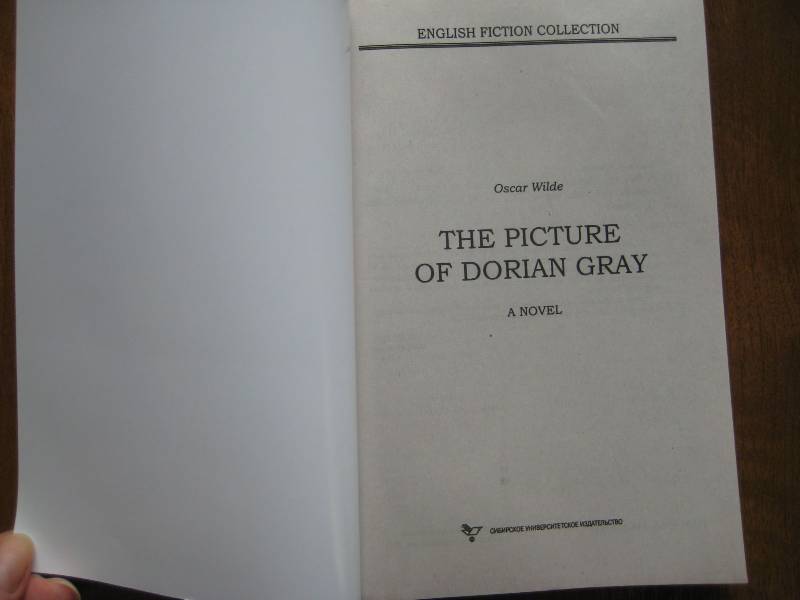 ENGLISH FICTION COLLECTION
Oscar Wilde
THE PICTURE
OF DORIAN GRAY
A NOVEL
СИБИРСКОЕ УНИВЕРСИТЕТСКОЕ ИЗДАТЕЛЬСТВО